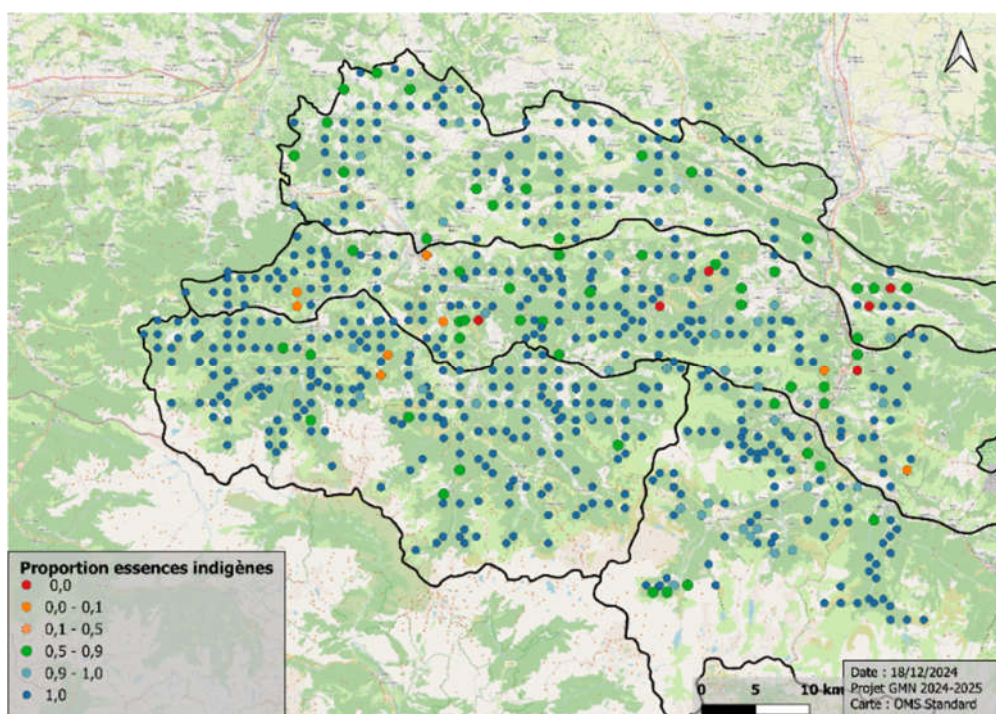 Proportion essences indigènes
0,0
0,0 - 0,1
0,1 - 0,5
0,5 - 0,9
0,9 - 1,0
1,0
0 5 10 km
Date : 18/12/2024
Projet GMN 2024-2025
Carte : OMS Standard